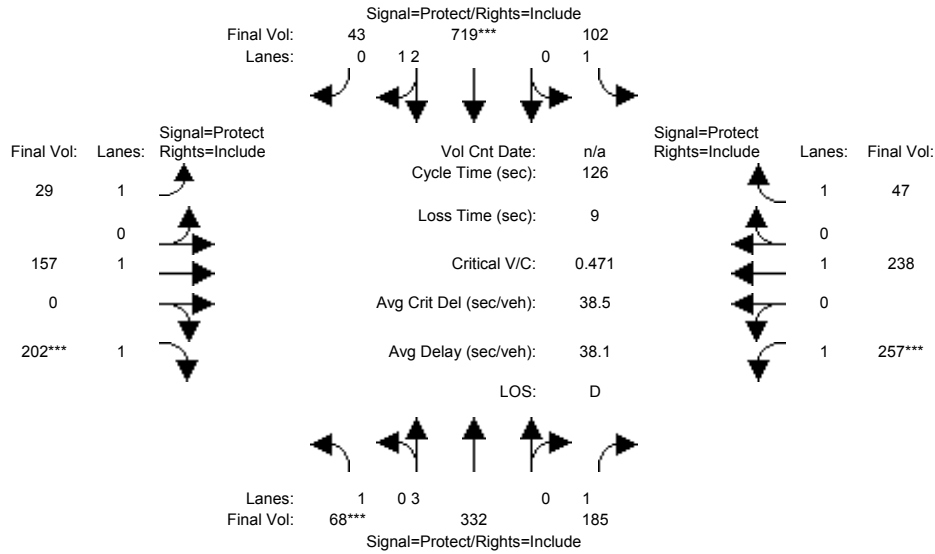 Signal=Protect/Rights=Include
Final Vol: 43 719*** 102
Lanes: 0 1 2 0 1
Signal=Protect
Final Vol: Lanes: Rights=Include
Vol Cnt Date: n/a
Signal=Protect
Rights=Include Lanes: Final Vol:
Cycle Time (sec): 126
29 1
1 47
Loss Time (sec): 9
0
0
157 1
Critical V/C: 0.471
1 238
0
Avg Crit Del (sec/veh): 38.5
0
202*** 1
Avg Delay (sec/veh): 38.1
1 257***
LOS: D
Lanes: 1 0 3 0 1
Final Vol: 68*** 332 185
Signal=Protect/Rights=Include